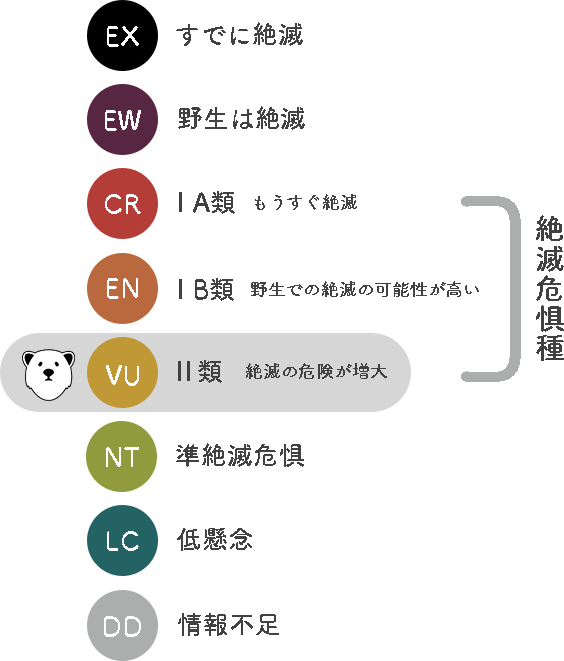 EX すでに絶滅
EW 野生は絶滅
CR IA類 もうすぐ絶滅
EN IB類 野生での絶滅の可能性が高い
VU II類 絶滅の危険が増大
NT 準絶滅危惧
LC 低懸念
DD 情報不足
絶滅危惧種